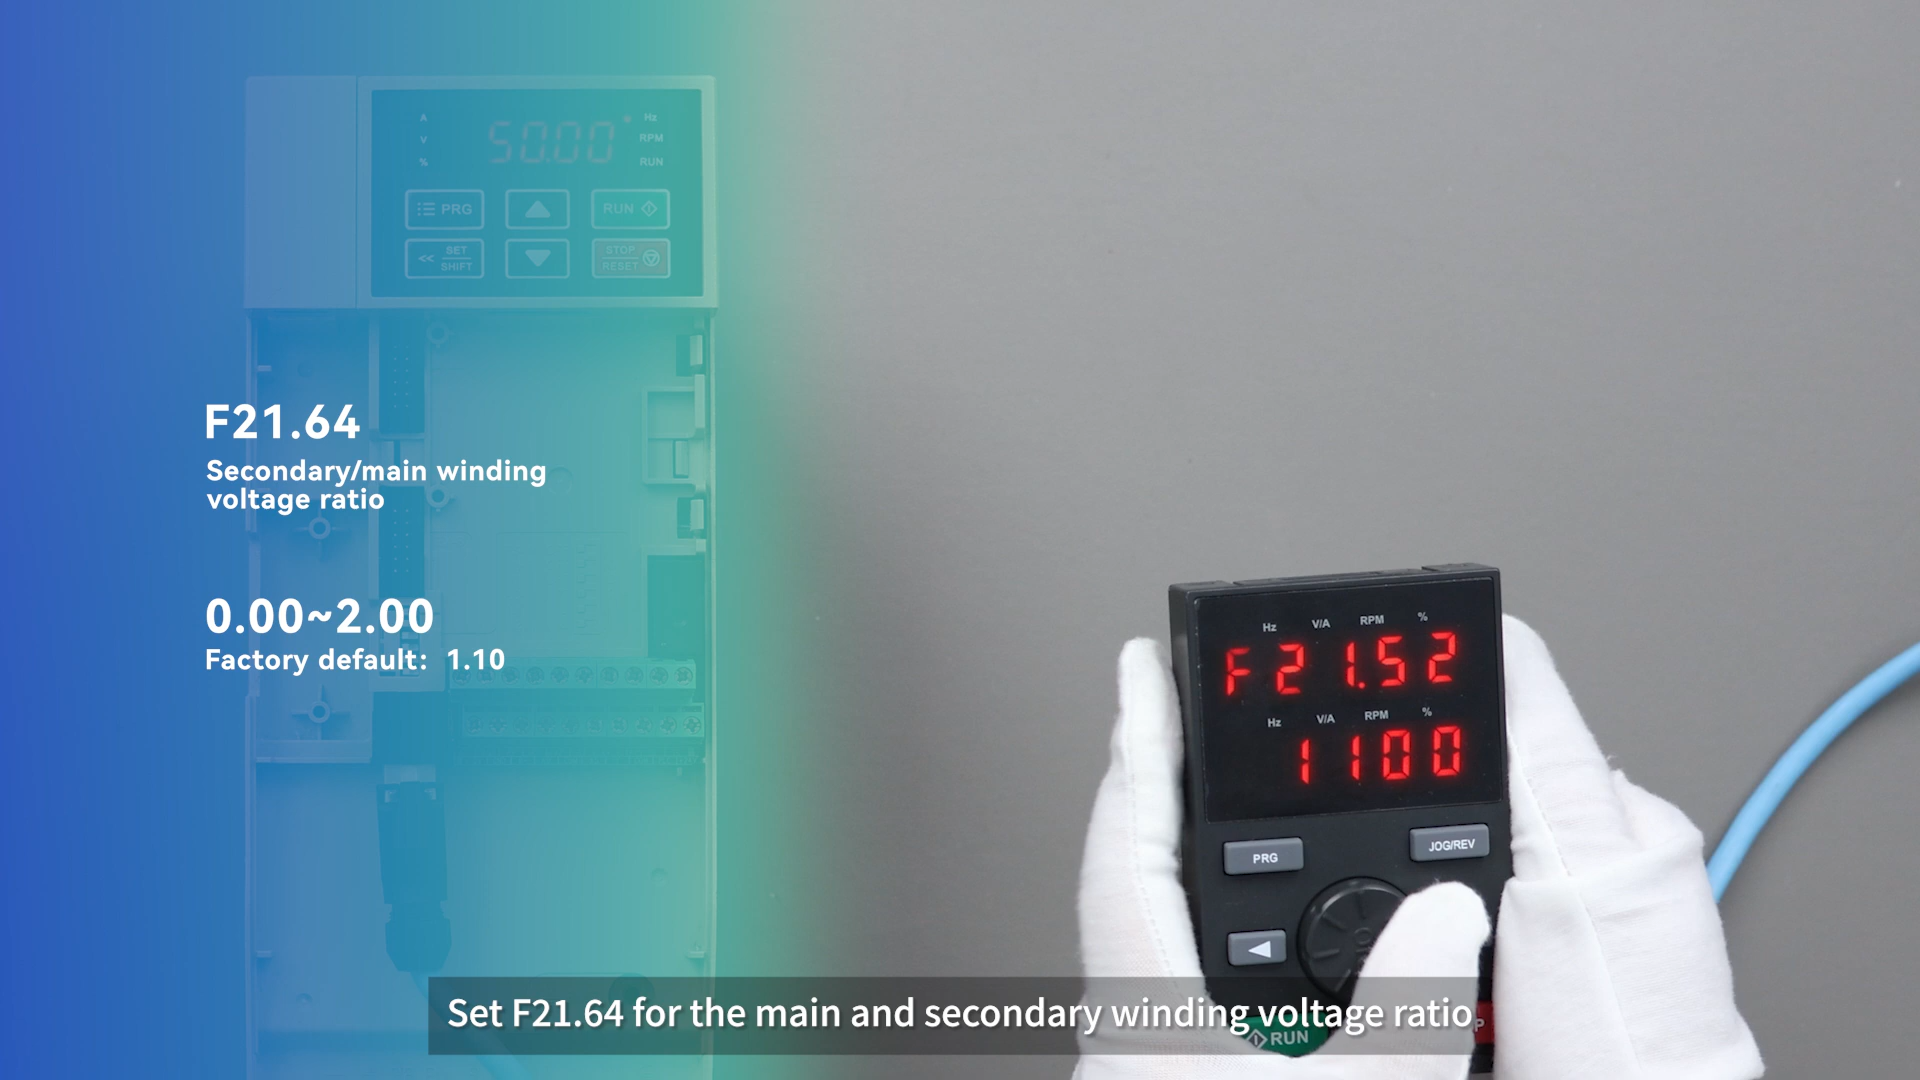 A
V
%
50.00
Hz
RPM
RUN
PRG
RUN
SET
SHIFT
<<
STOP
RESET
F21.64
Secondary/main winding
voltage ratio
0.00~2.00
Factory default: 1.10
Hz V/A RPM %
F21.52
Hz V/A RPM %
1100
PRG
JOG/REV
RUN
Set F21.64 for the main and secondary winding voltage ratio